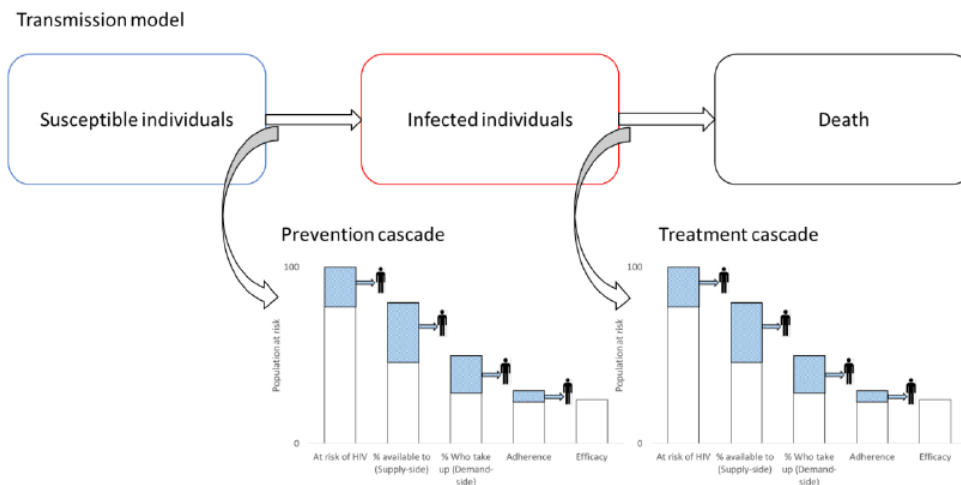 Transmission model
Susceptible individuals
Infected individuals
Death
Prevention cascade
100
Population at risk
0
At risk of HIV
% available to
(Supply-side)
% Who take
up (Demand-
side)
Adherence
Efficacy
Treatment cascade
100
Population at risk
0
At risk of HIV
% available to
(Supply-side)
% Who take
up (Demand-
side)
Adherence
Efficacy